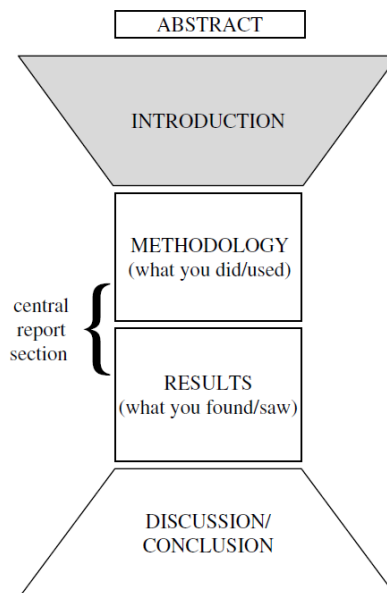 ABSTRACT
INTRODUCTION
METHODOLOGY
(what you did/used)
central
report
section
RESULTS
(what you found/saw)
DISCUSSION/
CONCLUSION